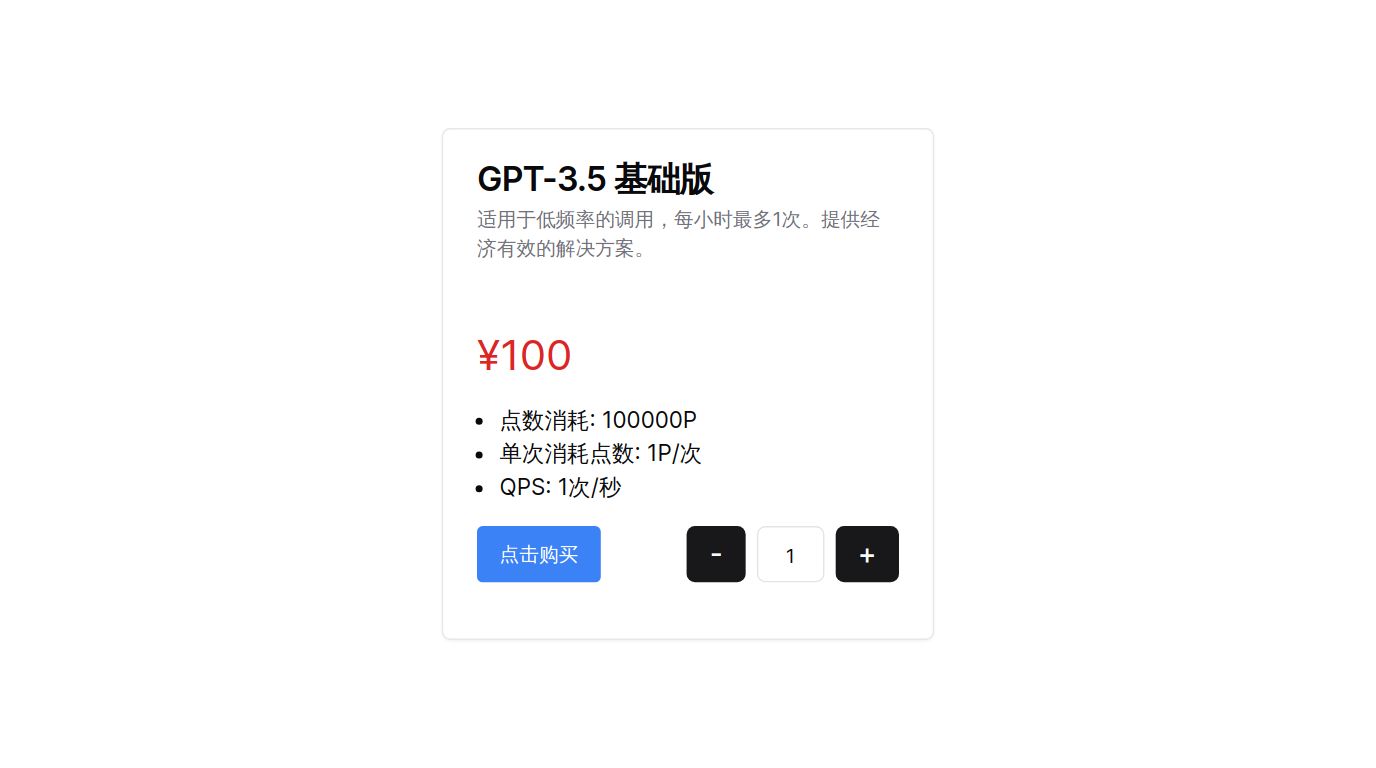 GPT-3.5 基础版
适用于低频率的调用，每小时最多1次。提供经
济有效的解决方案。
¥100
点数消耗: 100000P
单次消耗点数: 1P/次
QPS: 1次/秒
点击购买 - 1 +